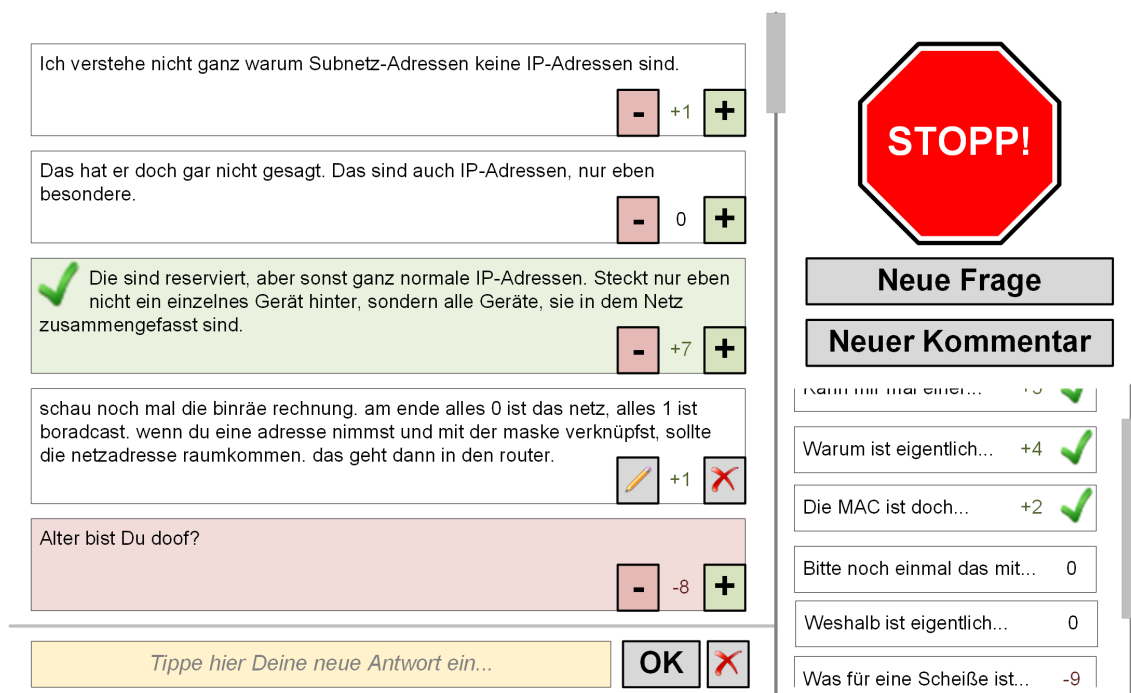 Ich verstehe nicht ganz warum Subnetz-Adressen keine IP-Adressen sind.
- +1 +
Das hat er doch gar nicht gesagt. Das sind auch IP-Adressen, nur eben
besondere.
- 0 +
Die sind reserviert, aber sonst ganz normale IP-Adressen. Steckt nur eben
nicht ein einzelnes Gerät hinter, sondern alle Geräte, sie in dem Netz
zusammengefasst sind.
- +7 +
schau noch mal die binräe rechnung. am ende alles 0 ist das netz, alles 1 ist
boradcast. wenn du eine adresse nimmst und mit der maske verknüpfst, sollte
die netzadresse raumkommen. das geht dann in den router.
+1
Alter bist Du doof?
- -8 +
Tippe hier Deine neue Antwort ein...
OK
STOPP!
Neue Frage
Neuer Kommentar
Kann mir mal einer...
Warum ist eigentlich... +4
Die MAC ist doch... +2
Bitte noch einmal das mit... 0
Weshalb ist eigentlich... 0
Was für eine Scheiße ist... -9